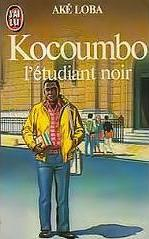 J'AI LU
AKÉ LOBA
Kocoumbo
l'étudiant noir